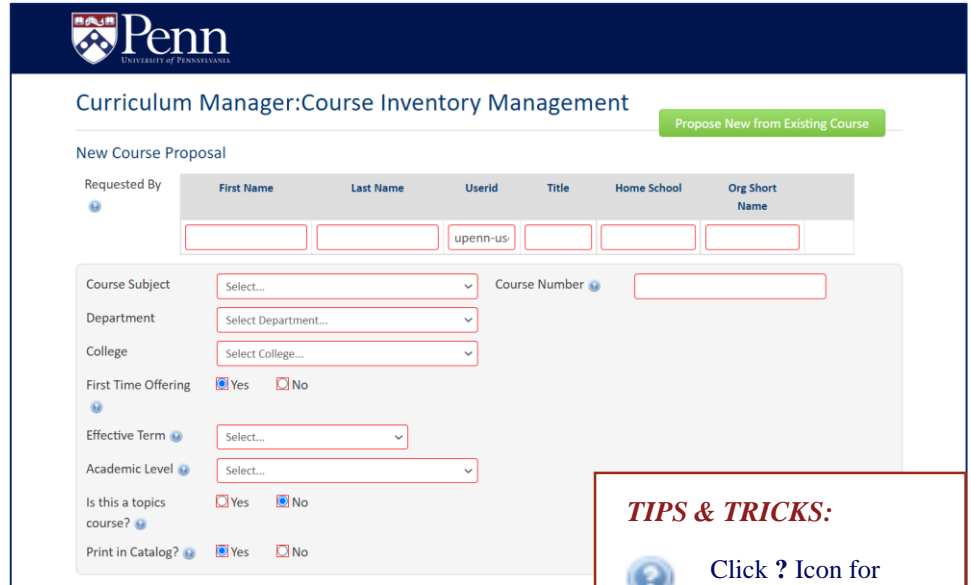 Penn
UNIVERSITY of PENNSYLVANIA
Curriculum Manager:Course Inventory Management
Propose New from Existing Course
New Course Proposal
Requested By
First Name Last Name Userid Title Home School Org Short
Name
upenn-us
Course Subject Select... Course Number
Department Select Department...
College Select College...
First Time Offering Yes No
Effective Term Select...
Academic Level Select...
Is this a topics Yes No
course?
Print in Catalog? Yes No
TIPS & TRICKS:
Click ? Icon for